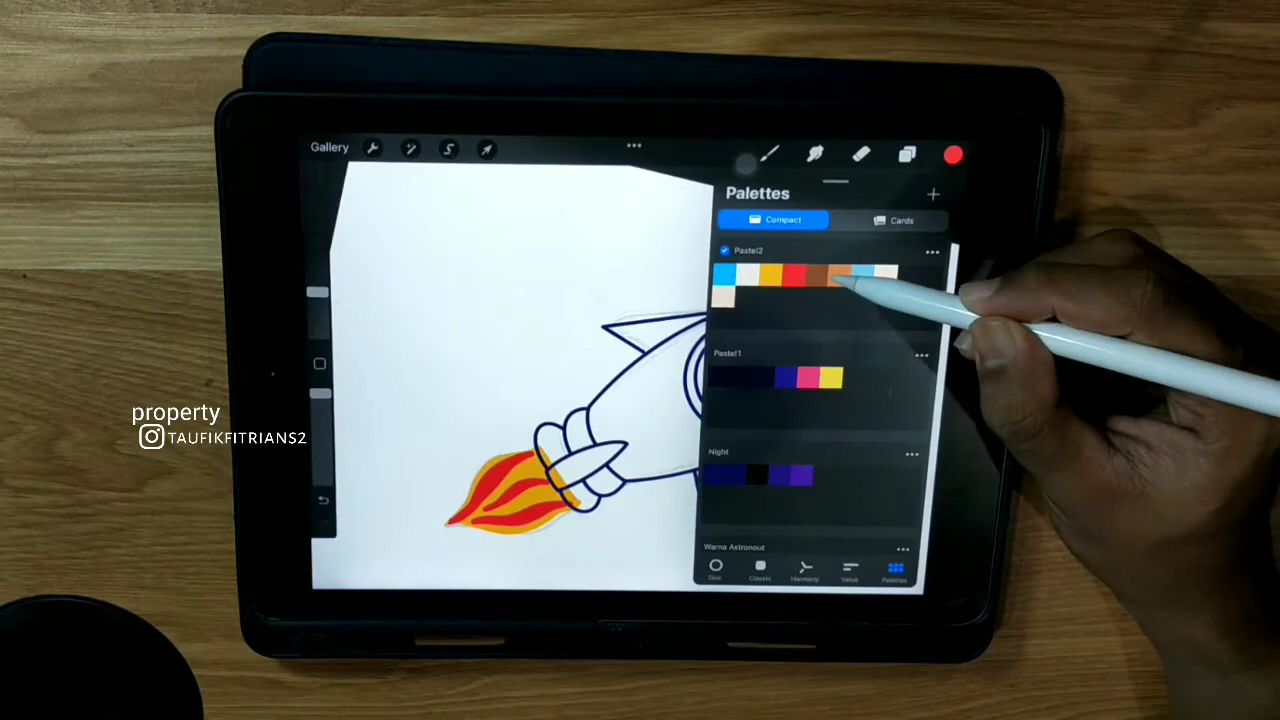 Gallery
Palettes
Compact
Cards
Pastel2
Pastel1
Night
Warna Astronout
Disc
Classic
Harmony
Value
Palettes
property
TAUFIKFITRIANS2